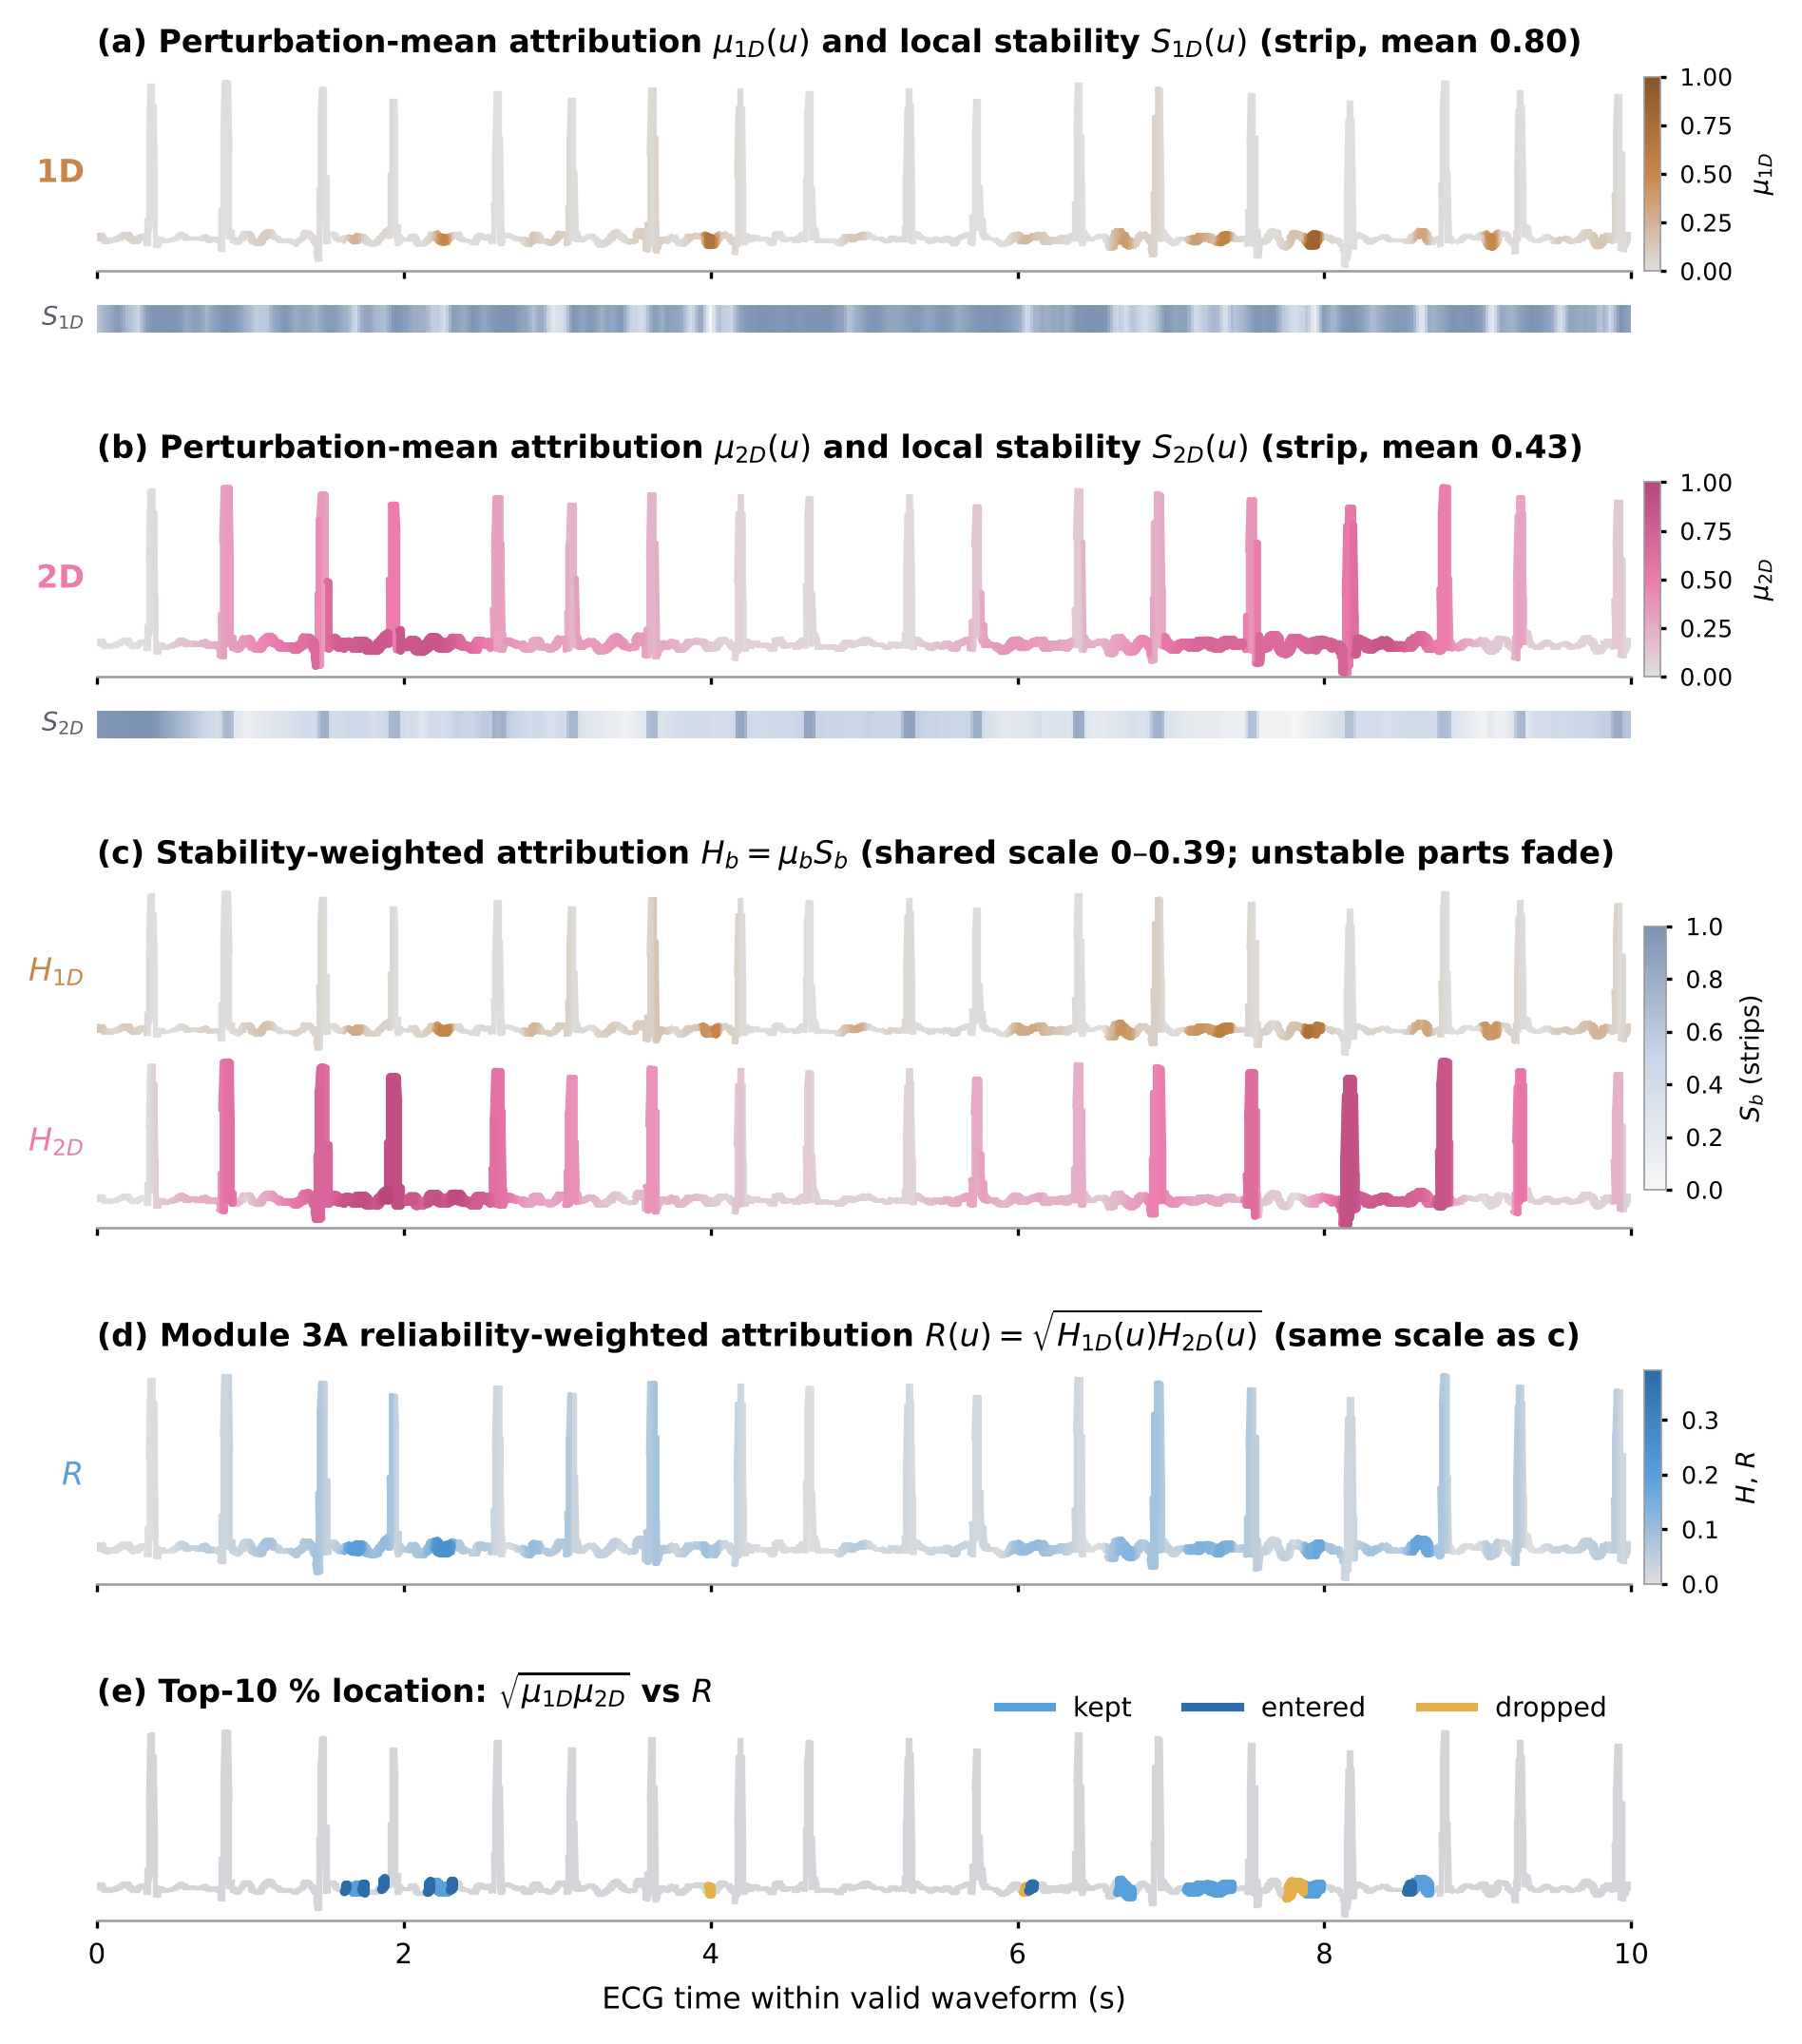 (a) Perturbation-mean attribution μ1D(u) and local stability S1D(u) (strip, mean 0.80)
1D
1.00
0.75
0.50
0.25
0.00
μ1D
S1D
(b) Perturbation-mean attribution μ2D(u) and local stability S2D(u) (strip, mean 0.43)
2D
1.00
0.75
0.50
0.25
0.00
μ2D
S2D
(c) Stability-weighted attribution Hb = μbSb (shared scale 0–0.39; unstable parts fade)
H1D
H2D
1.0
0.8
0.6
0.4
0.2
0.0
Sb (strips)
(d) Module 3A reliability-weighted attribution R(u) = √H1D(u)H2D(u) (same scale as c)
R
0.3
0.2
0.1
0.0
H, R
(e) Top-10 % location: √μ1Dμ2D vs R
kept entered dropped
0 2 4 6 8 10
ECG time within valid waveform (s)